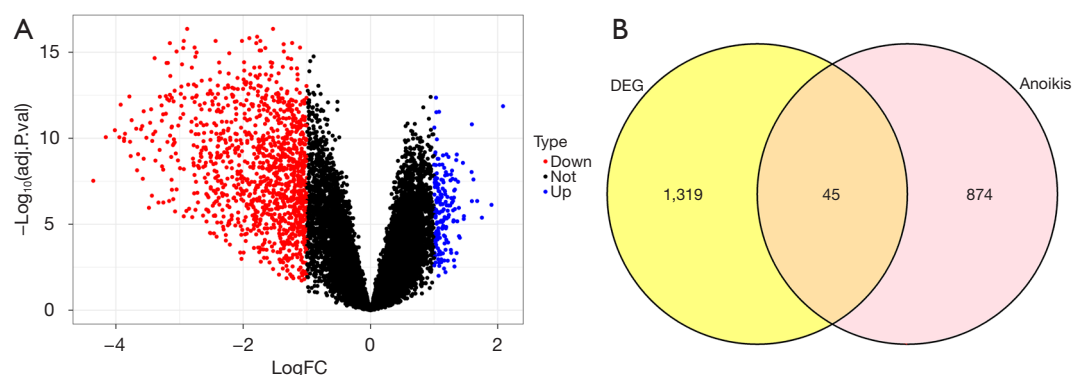 A
−Log₁₀(adj.P.val)
15
10
5
0
−4
−2
0
2
LogFC
Type
Down
Not
Up
B
DEG
Anoikis
1,319
45
874